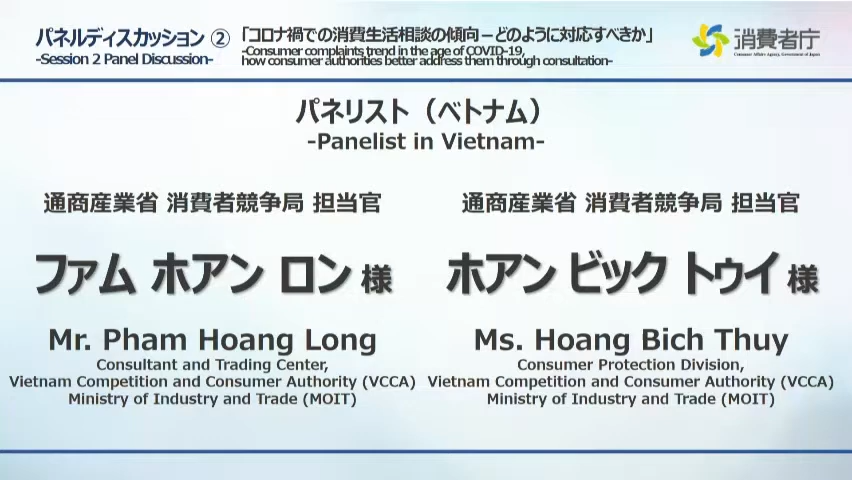 パネルディスカッション ②
-Session 2 Panel Discussion-
「コロナ禍での消費生活相談の傾向－どのように対応すべきか」
-Consumer complaints trend in the age of COVID-19,
how consumer authorities better address them through consultation-
消費者庁
Consumer Affairs Agency, Government of Japan
パネリスト（ベトナム）
-Panelist in Vietnam-
通商産業省 消費者競争局 担当官
ファム ホアン ロン 様
Mr. Pham Hoang Long
Consultant and Trading Center,
Vietnam Competition and Consumer Authority (VCCA)
Ministry of Industry and Trade (MOIT)
通商産業省 消費者競争局 担当官
ホアン ビック トゥイ 様
Ms. Hoang Bich Thuy
Consumer Protection Division,
Vietnam Competition and Consumer Authority (VCCA)
Ministry of Industry and Trade (MOIT)